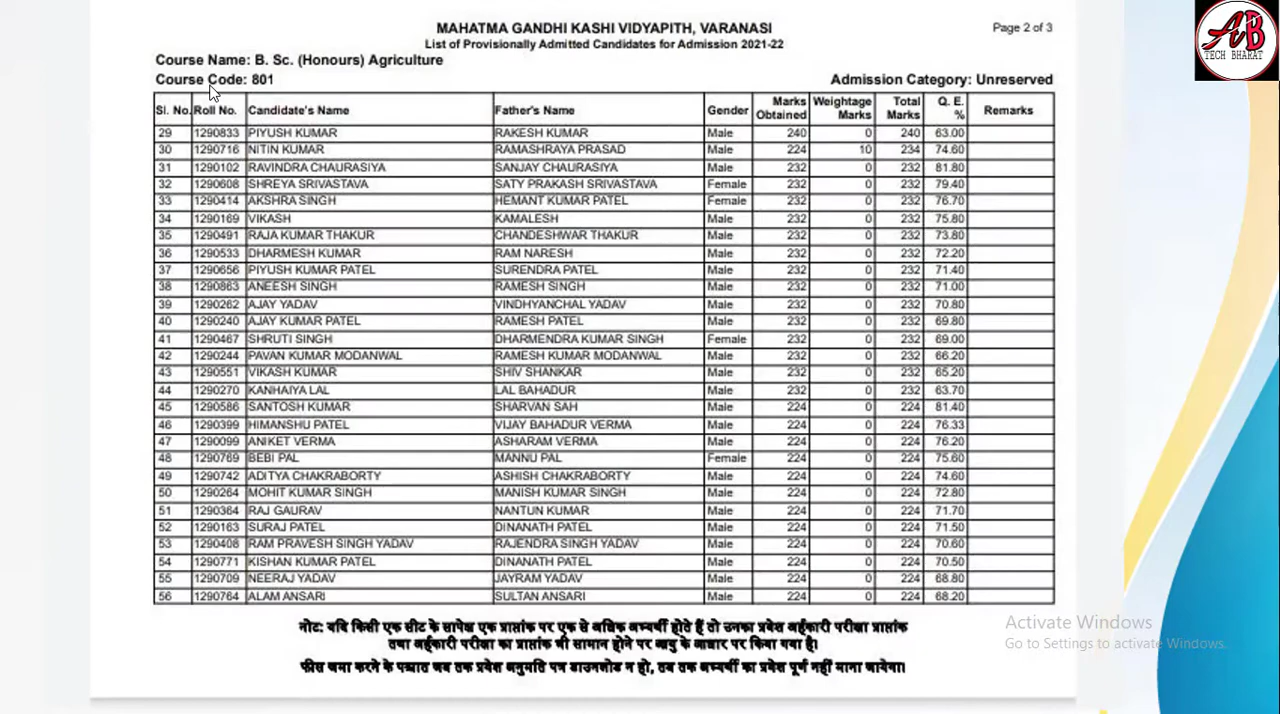 MAHATMA GANDHI KASHI VIDYAPITH, VARANASI
Page 2 of 3
List of Provisionally Admitted Candidates for Admission 2021-22
Course Name: B. Sc. (Honours) Agriculture
Course Code: 801 Admission Category: Unreserved
Sl. No. Roll No. Candidate's Name Father's Name Gender Marks Obtained Weightage Marks Total Marks Q. E. % Remarks
29 1290833 PIYUSH KUMAR RAKESH KUMAR Male 240 0 240 63.00
30 1290716 NITIN KUMAR RAMASHRAYA PRASAD Male 224 10 234 74.60
31 1290102 RAVINDRA CHAURASIYA SANJAY CHAURASIYA Male 232 0 232 81.80
32 1290608 SHREYA SRIVASTAVA SATY PRAKASH SRIVASTAVA Female 232 0 232 79.40
33 1290414 AKSHRA SINGH HEMANT KUMAR PATEL Female 232 0 232 76.70
34 1290169 VIKASH KAMALESH Male 232 0 232 75.80
35 1290491 RAJA KUMAR THAKUR CHANDESHWAR THAKUR Male 232 0 232 73.80
36 1290533 DHARMESH KUMAR RAM NARESH Male 232 0 232 72.20
37 1290656 PIYUSH KUMAR PATEL SURENDRA PATEL Male 232 0 232 71.40
38 1290863 ANEESH SINGH RAMESH SINGH Male 232 0 232 71.00
39 1290262 AJAY YADAV VINDHYANCHAL YADAV Male 232 0 232 70.80
40 1290240 AJAY KUMAR PATEL RAMESH PATEL Male 232 0 232 69.80
41 1290467 SHRUTI SINGH DHARMENDRA KUMAR SINGH Female 232 0 232 69.00
42 1290244 PAVAN KUMAR MODANWAL RAMESH KUMAR MODANWAL Male 232 0 232 66.20
43 1290551 VIKASH KUMAR SHIV SHANKAR Male 232 0 232 65.20
44 1290270 KANHAIYA LAL LAL BAHADUR Male 232 0 232 63.70
45 1290586 SANTOSH KUMAR SHARVAN SAH Male 224 0 224 81.40
46 1290399 HIMANSHU PATEL VIJAY BAHADUR VERMA Male 224 0 224 76.33
47 1290099 ANIKET VERMA ASHARAM VERMA Male 224 0 224 76.20
48 1290769 BEBI PAL MANNU PAL Female 224 0 224 75.60
49 1290742 ADITYA CHAKRABORTY ASHISH CHAKRABORTY Male 224 0 224 74.60
50 1290264 MOHIT KUMAR SINGH MANISH KUMAR SINGH Male 224 0 224 72.80
51 1290364 RAJ GAURAV NANTUN KUMAR Male 224 0 224 71.70
52 1290163 SURAJ PATEL DINANATH PATEL Male 224 0 224 71.50
53 1290408 RAM PRAVESH SINGH YADAV RAJENDRA SINGH YADAV Male 224 0 224 70.60
54 1290771 KISHAN KUMAR PATEL DINANATH PATEL Male 224 0 224 70.50
55 1290709 NEERAJ YADAV JAYRAM YADAV Male 224 0 224 68.80
56 1290764 ALAM ANSARI SULTAN ANSARI Male 224 0 224 68.20
नोट: यदि किसी एक सीट के सापेक्ष एक प्राप्तांक पर एक से अधिक अभ्यर्थी होते हैं तो उनका प्रवेश अर्हकारी परीक्षा प्राप्तांक
तथा अर्हकारी परीक्षा का प्राप्तांक भी सामान होने पर आयु के आधार पर किया गया है।
फीस जमा करने के पश्चात जब तक प्रवेश अनुमति पत्र डाउनलोड न हो, तब तक अभ्यर्थी का प्रवेश पूर्ण नहीं माना जायेगा।
AB
TECH BHARAT
Activate Windows
Go to Settings to activate Windows.